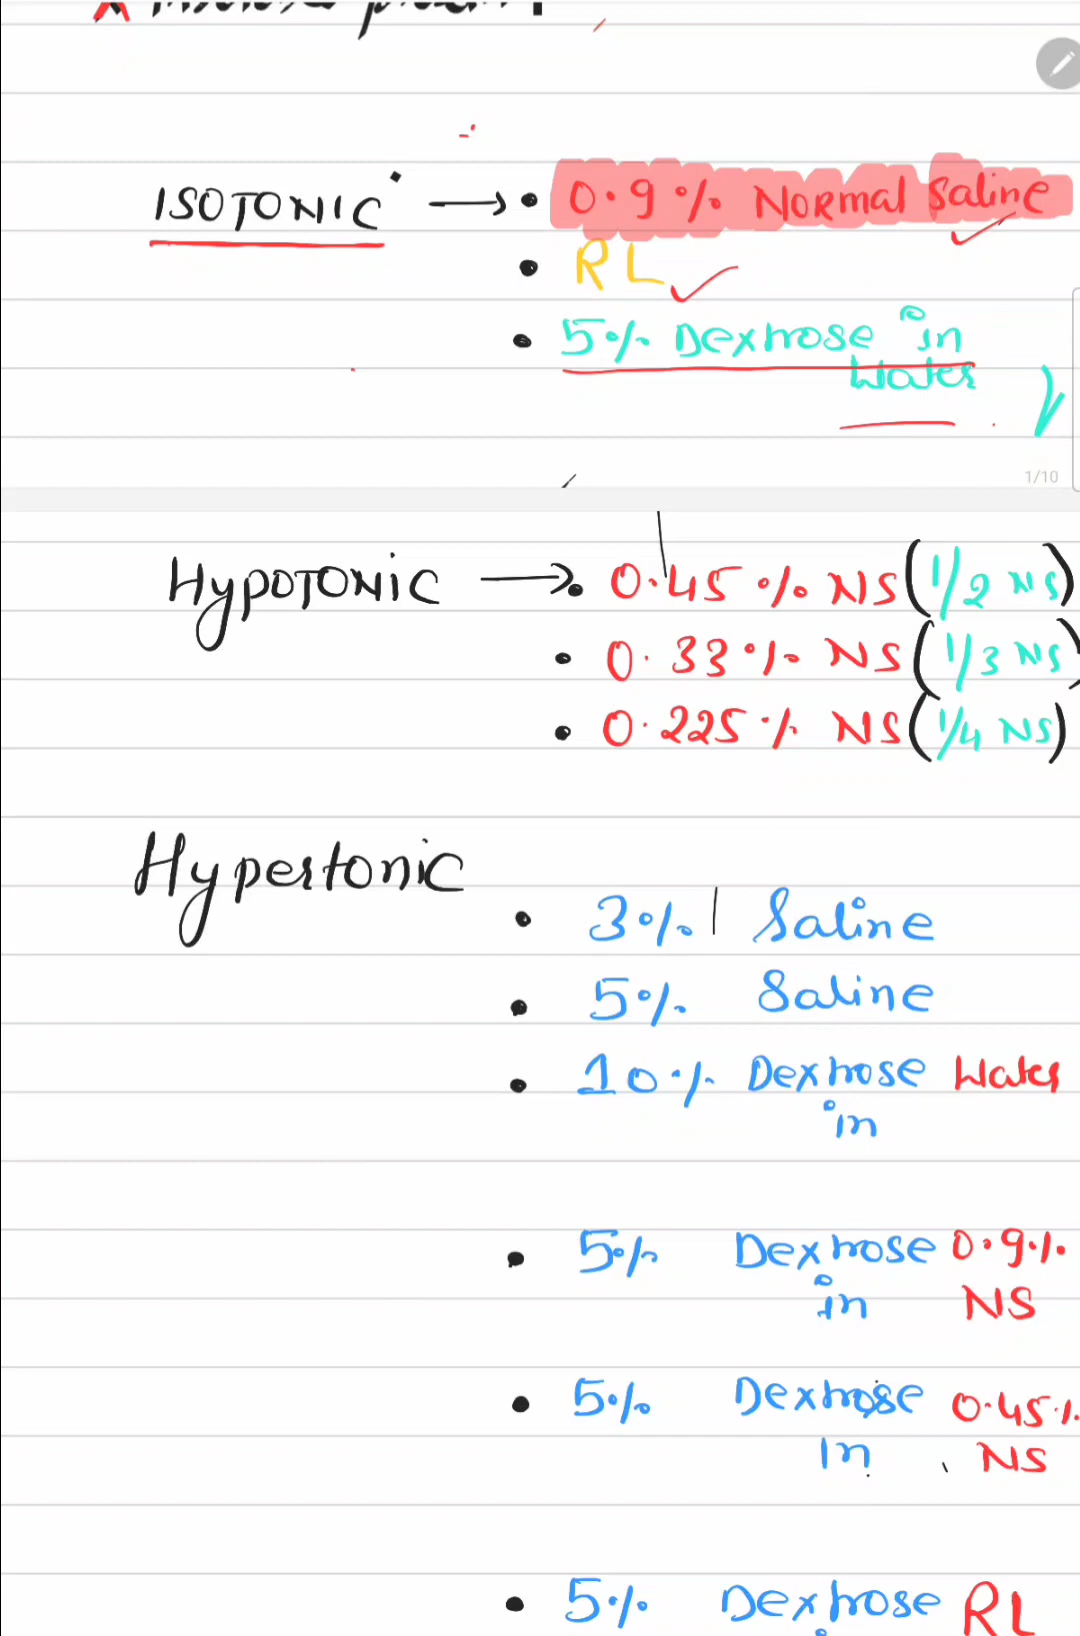 ISOTONIC → • 0.9% Normal Saline
• RL
• 5% Dextrose in
Water
1/10
HYPOTONIC → • 0.45% NS (1/2 NS)
• 0.33% NS (1/3 NS)
• 0.225% NS (1/4 NS)
Hypertonic
• 3% Saline
• 5% Saline
• 10% Dextrose Water
in
• 5% Dextrose 0.9%
in NS
• 5% Dextrose 0.45%
in NS
• 5% Dextrose RL